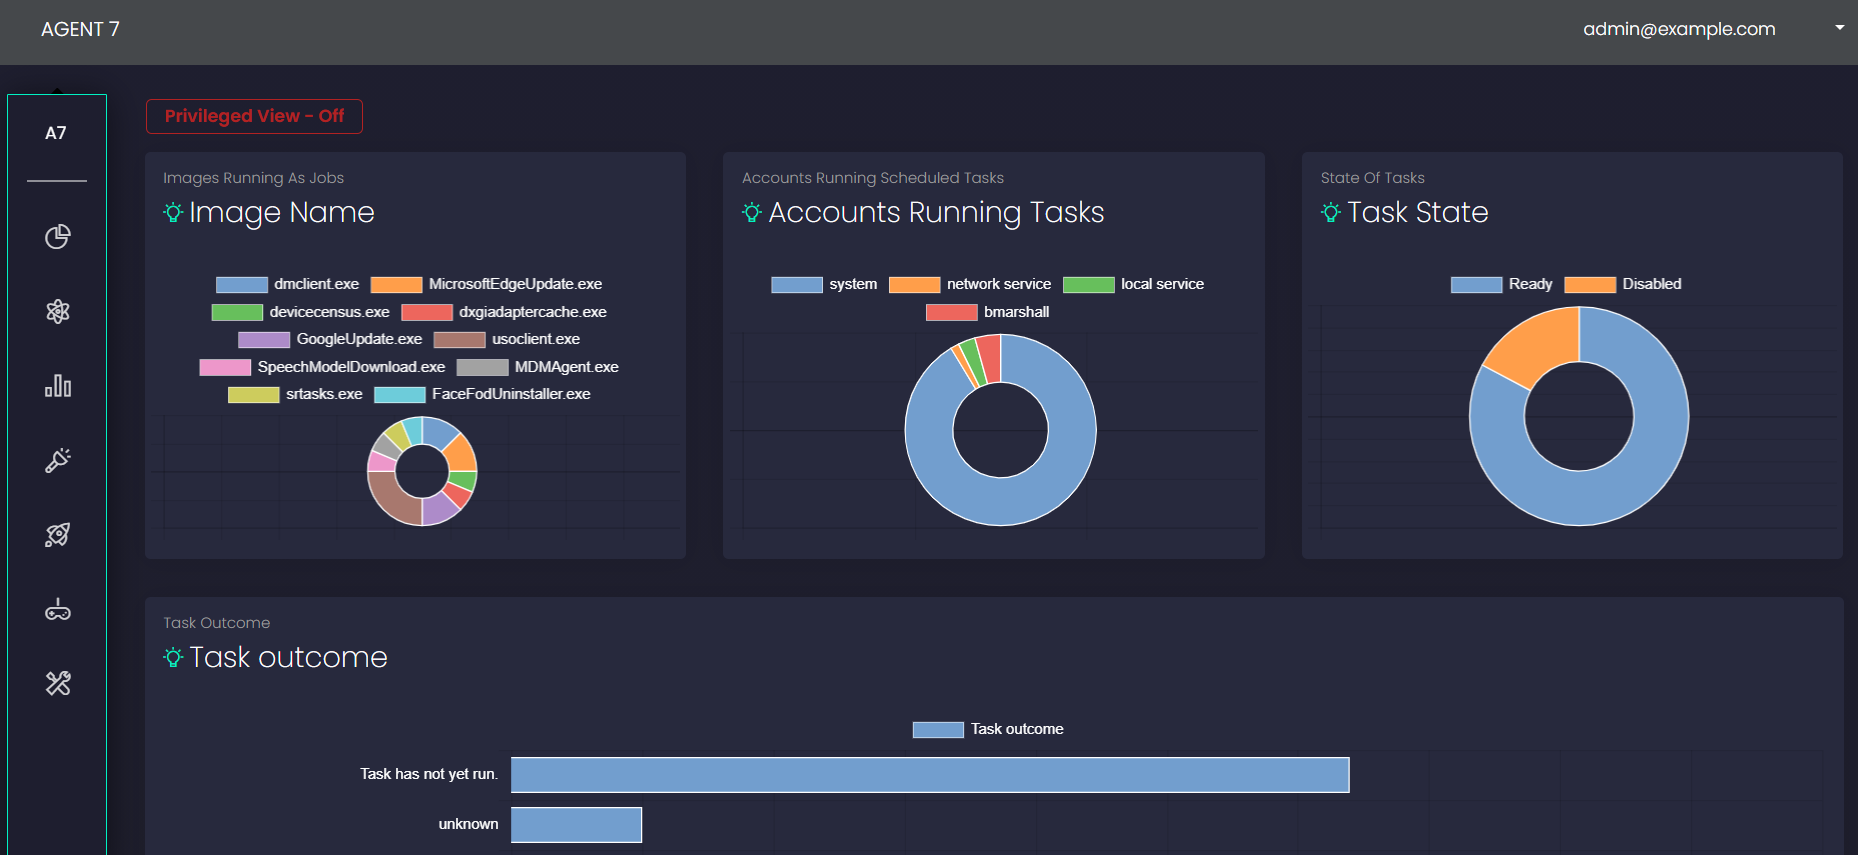 AGENT 7
admin@example.com
A7
Privileged View - Off
Images Running As Jobs
Image Name
dmclient.exe MicrosoftEdgeUpdate.exe
devicecensus.exe dxgiadaptercache.exe
GoogleUpdate.exe usoclient.exe
SpeechModelDownload.exe MDMAgent.exe
srtasks.exe FaceFodUninstaller.exe
Accounts Running Scheduled Tasks
Accounts Running Tasks
system network service local service
bmarshall
State Of Tasks
Task State
Ready Disabled
Task Outcome
Task outcome
Task outcome
Task has not yet run.
unknown